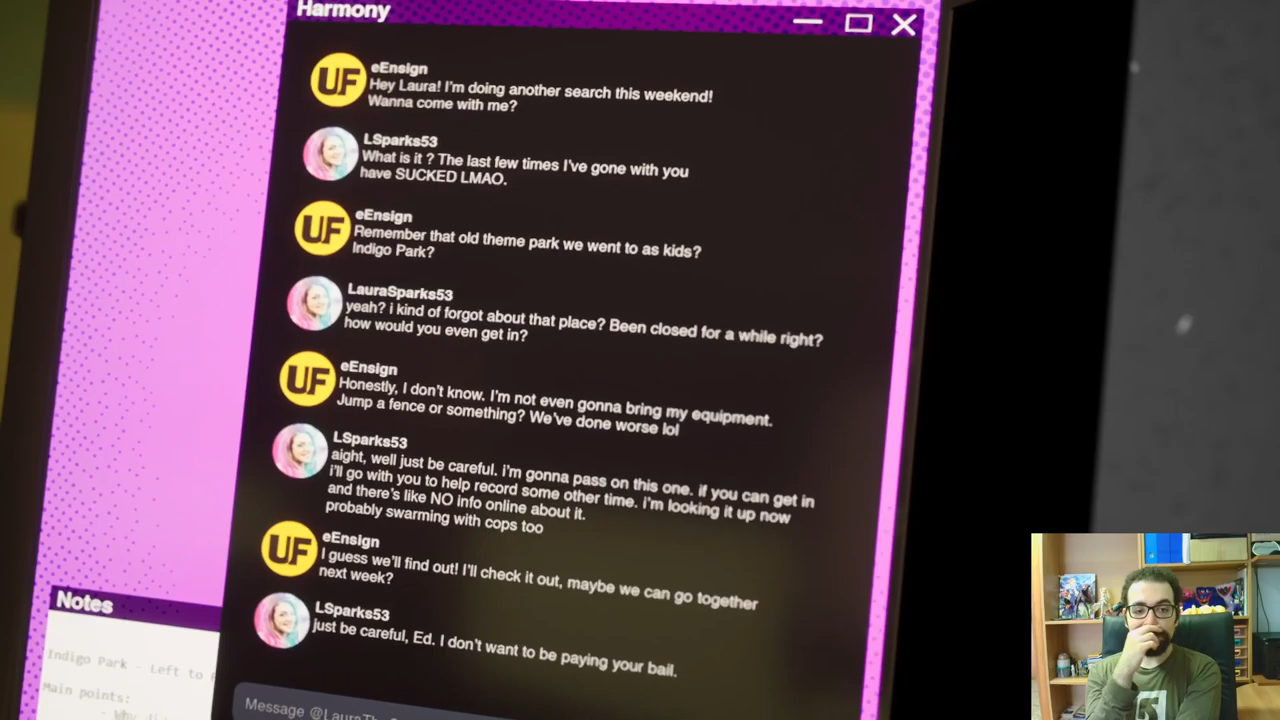 Harmony
UF
eEnsign
Hey Laura! I'm doing another search this weekend!
Wanna come with me?
LSparks53
What is it ? The last few times I've gone with you
have SUCKED LMAO.
UF
eEnsign
Remember that old theme park we went to as kids?
Indigo Park?
LauraSparks53
yeah? i kind of forgot about that place? Been closed for a while right?
how would you even get in?
UF
eEnsign
Honestly, I don't know. I'm not even gonna bring my equipment.
Jump a fence or something? We've done worse lol
LSparks53
aight, well just be careful. i'm gonna pass on this one. if you can get in
i'll go with you to help record some other time. i'm looking it up now
and there's like NO info online about it.
probably swarming with cops too
UF
eEnsign
I guess we'll find out! I'll check it out, maybe we can go together
next week?
LSparks53
just be careful, Ed. I don't want to be paying your bail.
Message
Notes
Indigo Park - Left to
Main points:
- Why